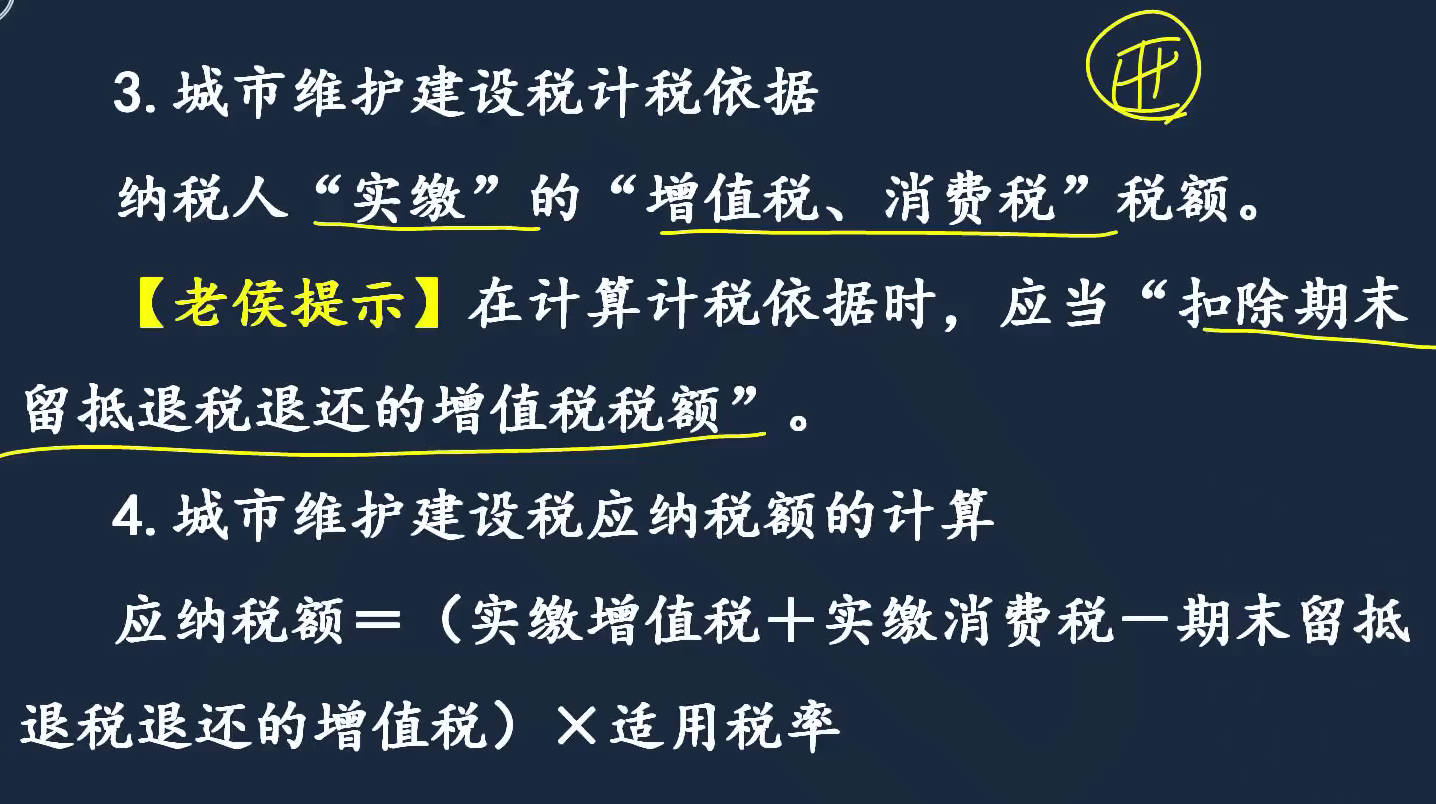 3. 城市维护建设税计税依据
纳税人“实缴”的“增值税、消费税”税额。
【老侯提示】在计算计税依据时，应当“扣除期末
留抵退税退还的增值税税额”。
4. 城市维护建设税应纳税额的计算
应纳税额＝（实缴增值税＋实缴消费税－期末留抵
退税退还的增值税）×适用税率